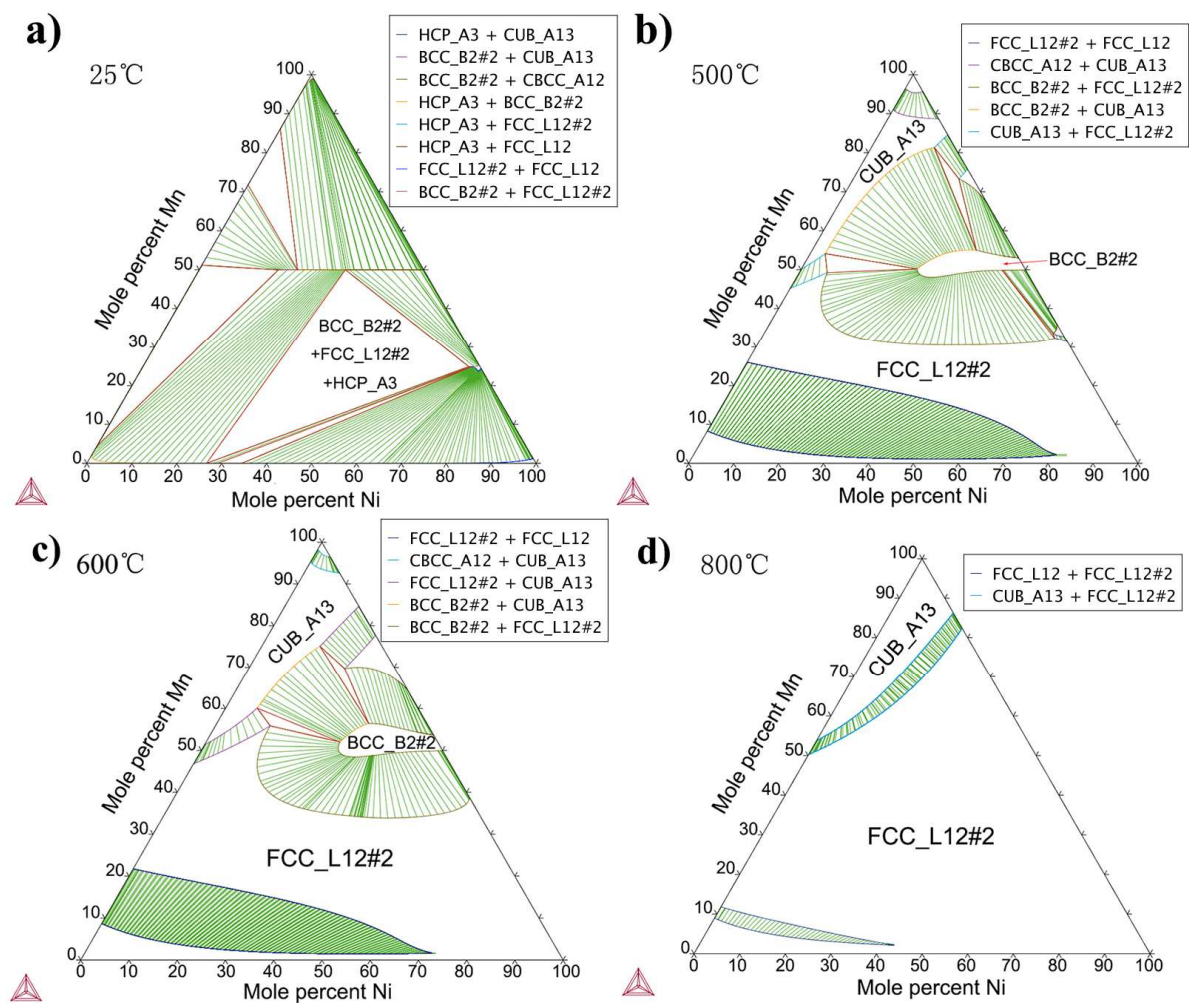 a)
25℃
HCP_A3 + CUB_A13
BCC_B2#2 + CUB_A13
BCC_B2#2 + CBCC_A12
HCP_A3 + BCC_B2#2
HCP_A3 + FCC_L12#2
HCP_A3 + FCC_L12
FCC_L12#2 + FCC_L12
BCC_B2#2 + FCC_L12#2
100
90
80
70
60
50
40
30
20
10
0
Mole percent Mn
BCC_B2#2
+FCC_L12#2
+HCP_A3
0 10 20 30 40 50 60 70 80 90 100
Mole percent Ni
b)
500℃
FCC_L12#2 + FCC_L12
CBCC_A12 + CUB_A13
BCC_B2#2 + FCC_L12#2
BCC_B2#2 + CUB_A13
CUB_A13 + FCC_L12#2
100
90
80
70
60
50
40
30
20
10
0
Mole percent Mn
CUB_A13
BCC_B2#2
FCC_L12#2
0 10 20 30 40 50 60 70 80 90 100
Mole percent Ni
c)
600℃
FCC_L12#2 + FCC_L12
CBCC_A12 + CUB_A13
FCC_L12#2 + CUB_A13
BCC_B2#2 + CUB_A13
BCC_B2#2 + FCC_L12#2
100
90
80
70
60
50
40
30
20
10
0
Mole percent Mn
CUB_A13
BCC_B2#2
FCC_L12#2
0 10 20 30 40 50 60 70 80 90 100
Mole percent Ni
d)
800℃
FCC_L12 + FCC_L12#2
CUB_A13 + FCC_L12#2
100
90
80
70
60
50
40
30
20
10
0
Mole percent Mn
CUB_A13
FCC_L12#2
0 10 20 30 40 50 60 70 80 90 100
Mole percent Ni